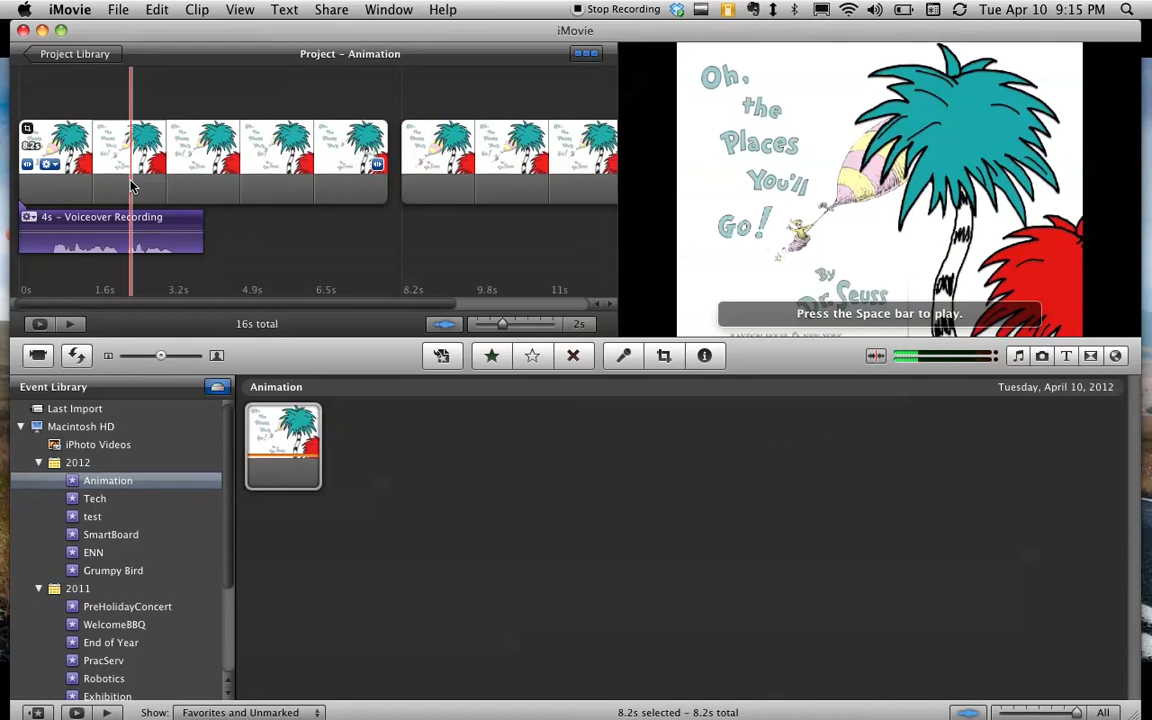 iMovie File Edit Clip View Text Share Window Help Stop Recording Tue Apr 10 9:15 PM
iMovie
Project Library
Project - Animation
8.2s
4s - Voiceover Recording
0s 1.6s 3.2s 4.9s 6.5s 8.2s 9.8s 11s
16s total
2s
Oh,
the
Places
You'll
Go!
By
Dr. Seuss
Press the Space bar to play.
Event Library
Last Import
Macintosh HD
iPhoto Videos
2012
Animation
Tech
test
SmartBoard
ENN
Grumpy Bird
2011
PreHolidayConcert
WelcomeBBQ
End of Year
PracServ
Robotics
Exhibition
Animation
Tuesday, April 10, 2012
Show: Favorites and Unmarked
8.2s selected - 8.2s total
All